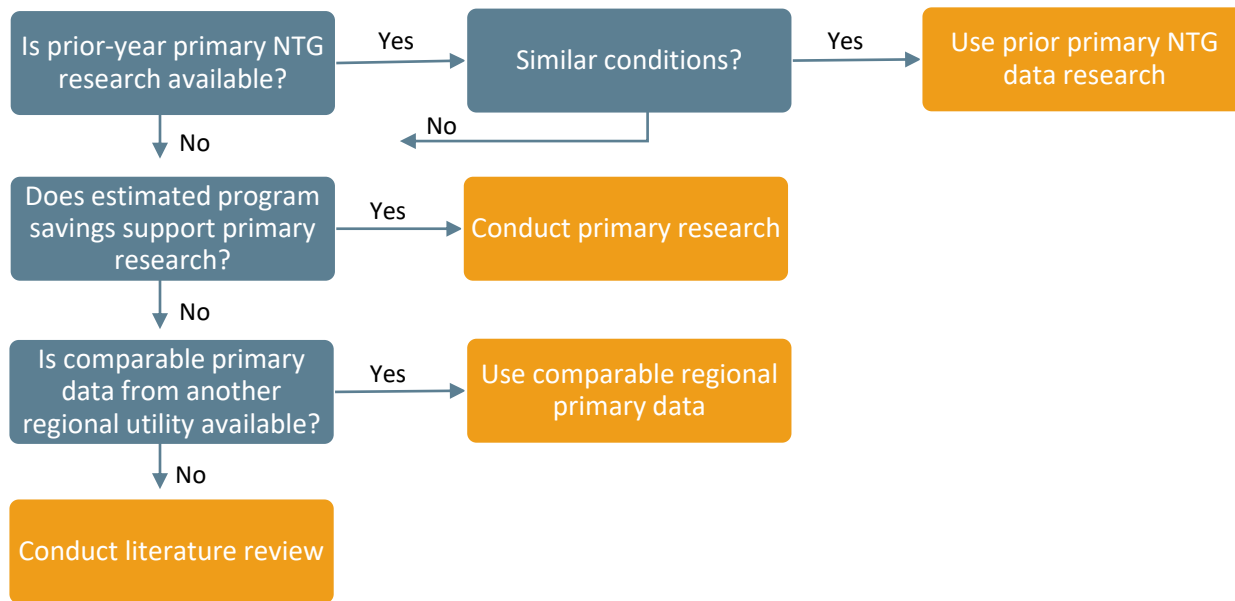 Is prior-year primary NTG
research available?
Yes
Similar conditions?
Yes
Use prior primary NTG
data research
No
No
Does estimated program
savings support primary
research?
Yes
Conduct primary research
No
Is comparable primary
data from another
regional utility available?
Yes
Use comparable regional
primary data
No
Conduct literature review